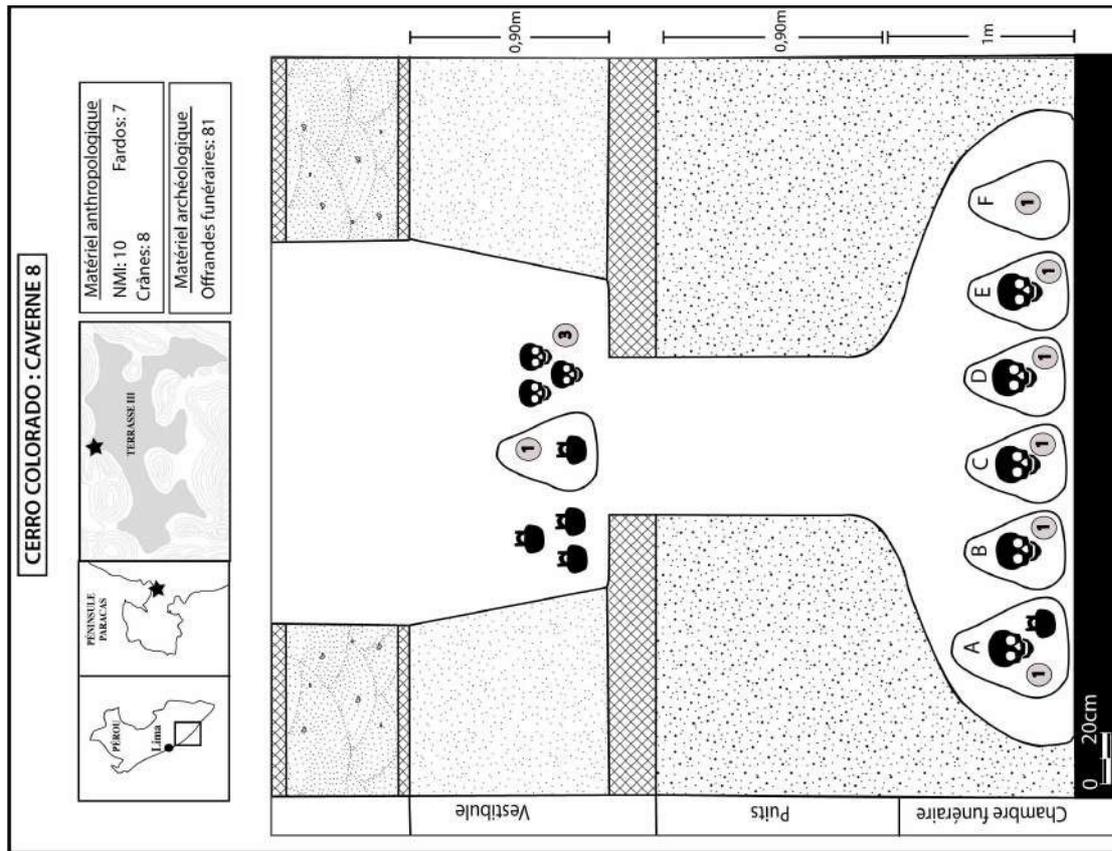 CERRO COLORADO : CAVERNE 8
PÉROU
Lima
PÉNINSULE
PARACAS
TERRASSE III
Matériel anthropologique
NMI: 10 Fardos: 7
Crânes: 8
Matériel archéologique
Offrandes funéraires: 81
Vestibule
1
3
0,90m
Puits
0,90m
Chambre funéraire
A
1
B
1
C
1
D
1
E
1
F
1
1m
0 20cm